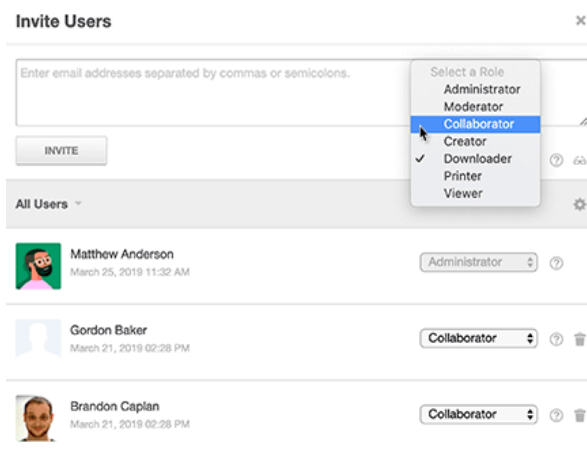 Invite Users
Enter email addresses separated by commas or semicolons.
Select a Role
Administrator
Moderator
Collaborator
Creator
Downloader
Printer
Viewer
INVITE
All Users
Matthew Anderson
March 25, 2019 11:32 AM
Administrator
Gordon Baker
March 21, 2019 02:28 PM
Collaborator
Brandon Caplan
March 21, 2019 02:28 PM
Collaborator